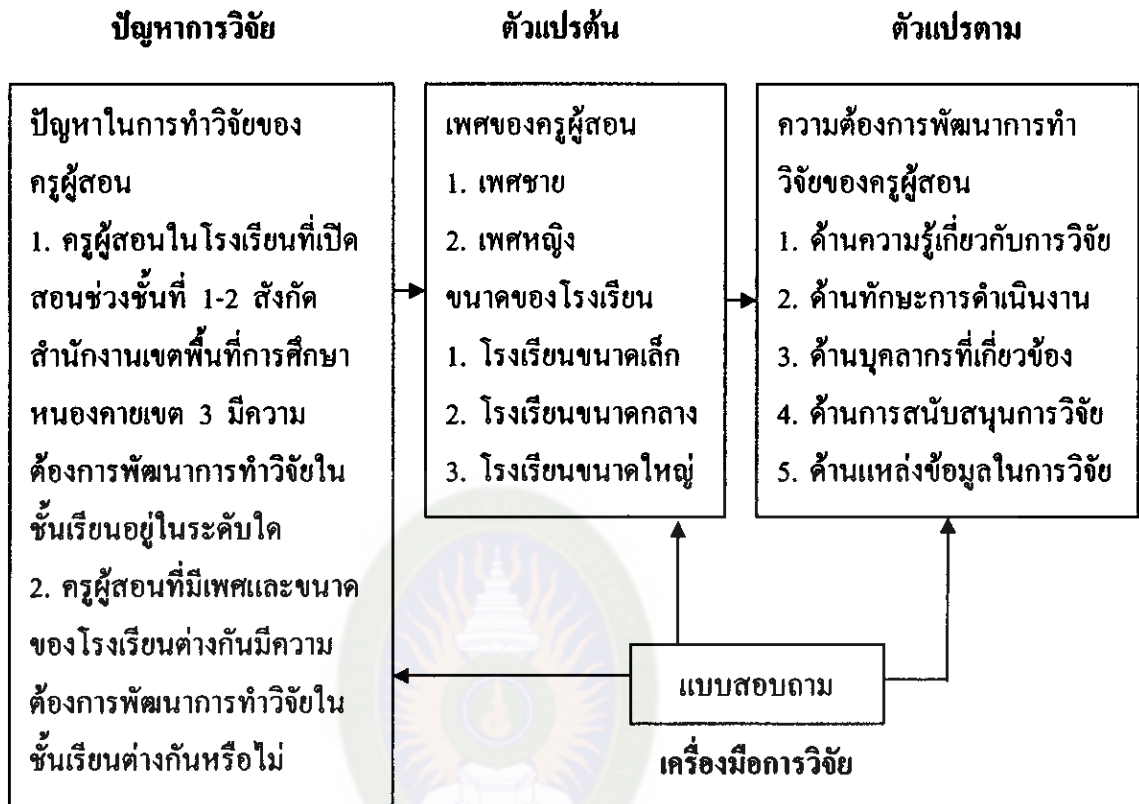 ปัญหาการวิจัย
ตัวแปรต้น
ตัวแปรตาม
ปัญหาในการทำวิจัยของ
ครูผู้สอน
1. ครูผู้สอนในโรงเรียนที่เปิด
สอนช่วงชั้นที่ 1-2 สังกัด
สำนักงานเขตพื้นที่การศึกษา
หนองคายเขต 3 มีความ
ต้องการพัฒนาการทำวิจัยใน
ชั้นเรียนอยู่ในระดับใด
2. ครูผู้สอนที่มีเพศและขนาด
ของโรงเรียนต่างกันมีความ
ต้องการพัฒนาการทำวิจัยใน
ชั้นเรียนต่างกันหรือไม่
เพศของครูผู้สอน
1. เพศชาย
2. เพศหญิง
ขนาดของโรงเรียน
1. โรงเรียนขนาดเล็ก
2. โรงเรียนขนาดกลาง
3. โรงเรียนขนาดใหญ่
ความต้องการพัฒนาการทำ
วิจัยของครูผู้สอน
1. ด้านความรู้เกี่ยวกับการวิจัย
2. ด้านทักษะการดำเนินงาน
3. ด้านบุคลากรที่เกี่ยวข้อง
4. ด้านการสนับสนุนการวิจัย
5. ด้านแหล่งข้อมูลในการวิจัย
แบบสอบถาม
เครื่องมือการวิจัย